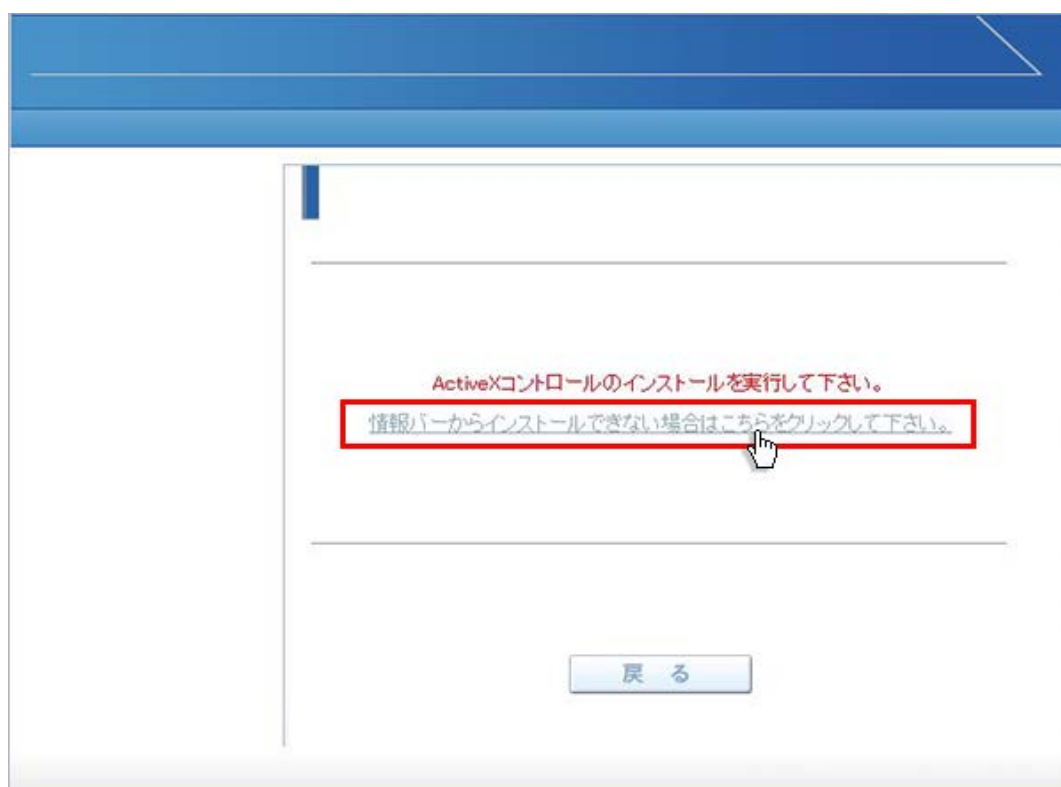 ActiveXコントロールのインストールを実行して下さい。
情報バーからインストールできない場合はこちらをクリックして下さい。
戻 る